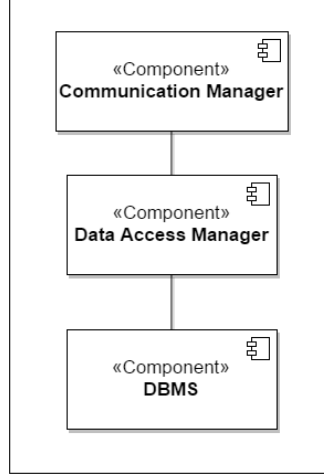 «Component»
Communication Manager
«Component»
Data Access Manager
«Component»
DBMS